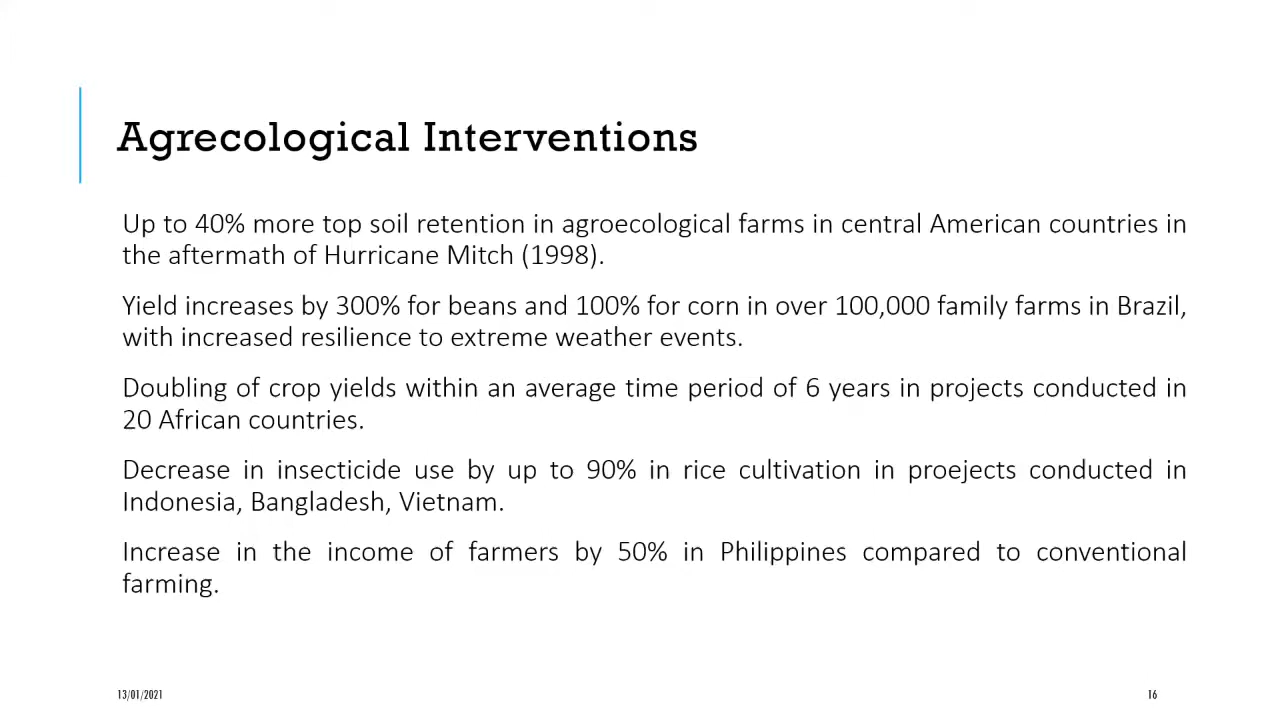 Agrecological Interventions
Up to 40% more top soil retention in agroecological farms in central American countries in
the aftermath of Hurricane Mitch (1998).
Yield increases by 300% for beans and 100% for corn in over 100,000 family farms in Brazil,
with increased resilience to extreme weather events.
Doubling of crop yields within an average time period of 6 years in projects conducted in
20 African countries.
Decrease in insecticide use by up to 90% in rice cultivation in proejects conducted in
Indonesia, Bangladesh, Vietnam.
Increase in the income of farmers by 50% in Philippines compared to conventional
farming.
13/01/2021
16